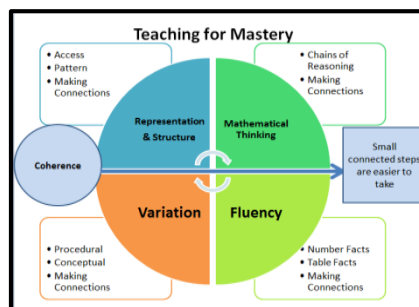 Teaching for Mastery
• Access
• Pattern
• Making
Connections
• Chains of
Reasoning
• Making
Connections
Representation
& Structure
Mathematical
Thinking
Coherence
Small
connected steps
are easier to
take
Variation
Fluency
• Procedural
• Conceptual
• Making
Connections
• Number Facts
• Table Facts
• Making
Connections